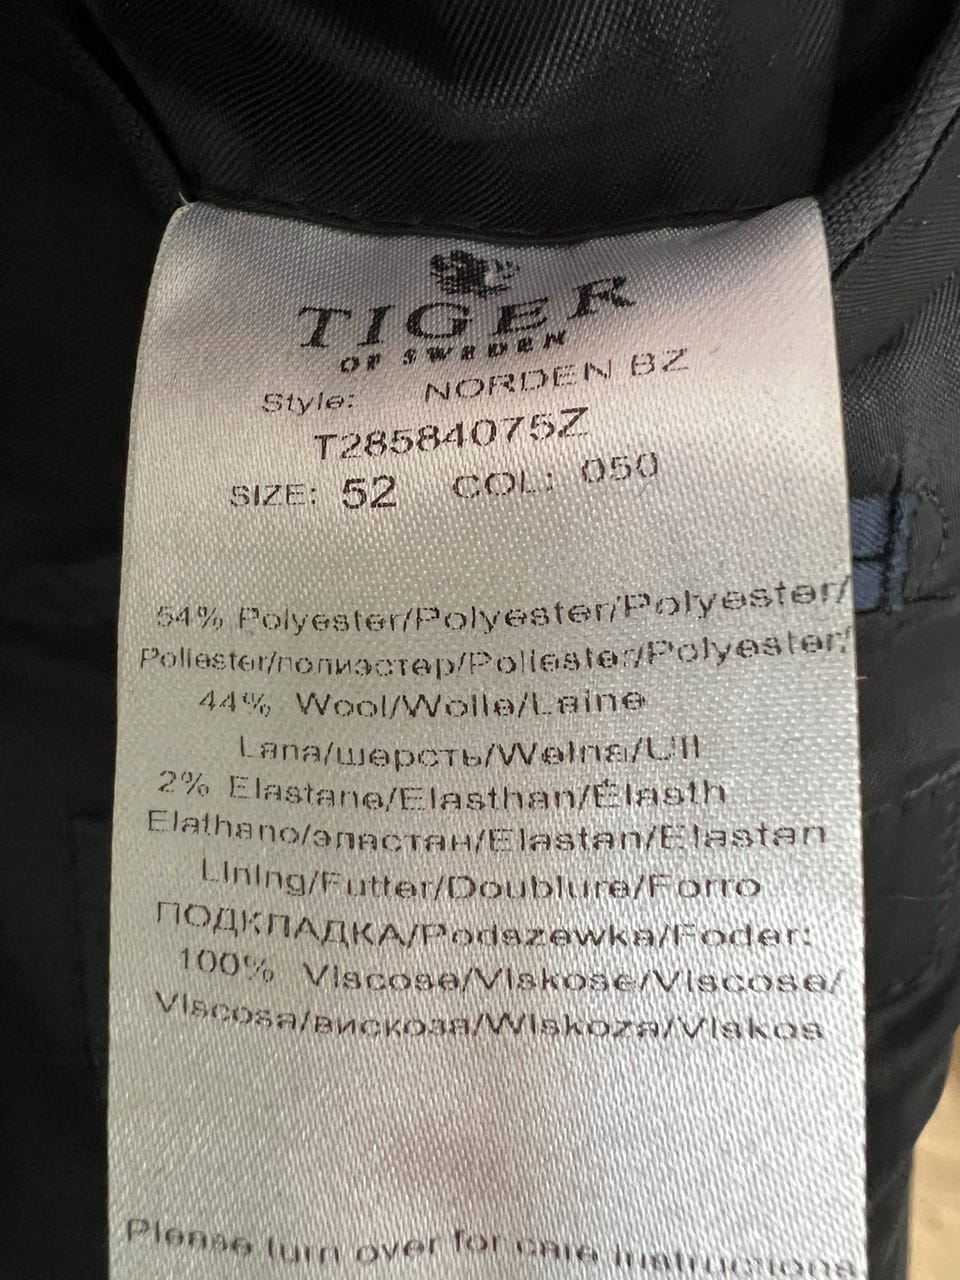 TIGER
OF SWEDEN
Style: NORDEN BZ
T28584075Z
SIZE: 52 COL: 050
54% Polyester/Polyester/Polyester/
Poliester/полиэстер/Poliester/Polyester:
44% Wool/Wolle/Laine
Lana/шерсть/Welna/Ull
2% Elastane/Elasthan/Élasth
Elathano/эластан/Elastan/Elastan
Lining/Futter/Doublure/Forro
ПОДКЛАДКА/Podszewka/Foder:
100% Viscose/Viskose/Viscose/
Viscosa/вискоза/Wiskoza/Viskos
Please turn over for care instructions